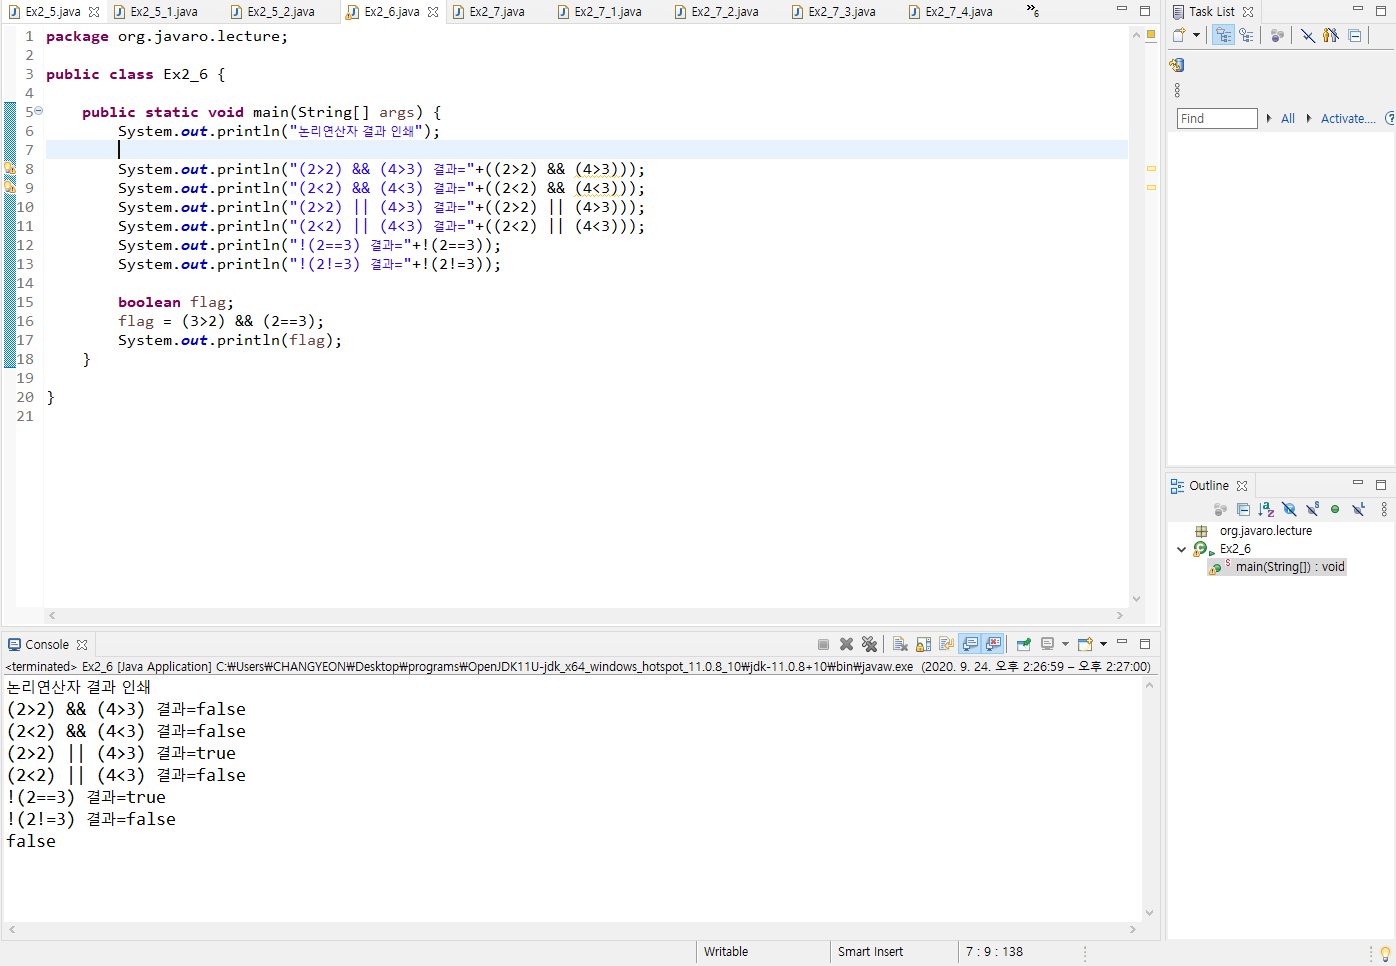 Ex2_5.java Ex2_5_1.java Ex2_5_2.java Ex2_6.java Ex2_7.java Ex2_7_1.java Ex2_7_2.java Ex2_7_3.java Ex2_7_4.java »6
1 package org.javaro.lecture;
2
3 public class Ex2_6 {
4
5 public static void main(String[] args) {
6 System.out.println("논리연산자 결과 인쇄");
7
8 System.out.println("(2>2) && (4>3) 결과="+((2>2) && (4>3)));
9 System.out.println("(2<2) && (4<3) 결과="+((2<2) && (4<3)));
10 System.out.println("(2>2) || (4>3) 결과="+((2>2) || (4>3)));
11 System.out.println("(2<2) || (4<3) 결과="+((2<2) || (4<3)));
12 System.out.println("!(2==3) 결과="+!(2==3));
13 System.out.println("!(2!=3) 결과="+!(2!=3));
14
15 boolean flag;
16 flag = (3>2) && (2==3);
17 System.out.println(flag);
18 }
19
20 }
21
Task List
Find All Activate...
Outline
org.javaro.lecture
Ex2_6
main(String[]) : void
Console
<terminated> Ex2_6 [Java Application] C:₩Users₩CHANGYEON₩Desktop₩programs₩OpenJDK11U-jdk_x64_windows_hotspot_11.0.8_10₩jdk-11.0.8+10₩bin₩javaw.exe (2020. 9. 24. 오후 2:26:59 – 오후 2:27:00)
논리연산자 결과 인쇄
(2>2) && (4>3) 결과=false
(2<2) && (4<3) 결과=false
(2>2) || (4>3) 결과=true
(2<2) || (4<3) 결과=false
!(2==3) 결과=true
!(2!=3) 결과=false
false
Writable Smart Insert 7 : 9 : 138